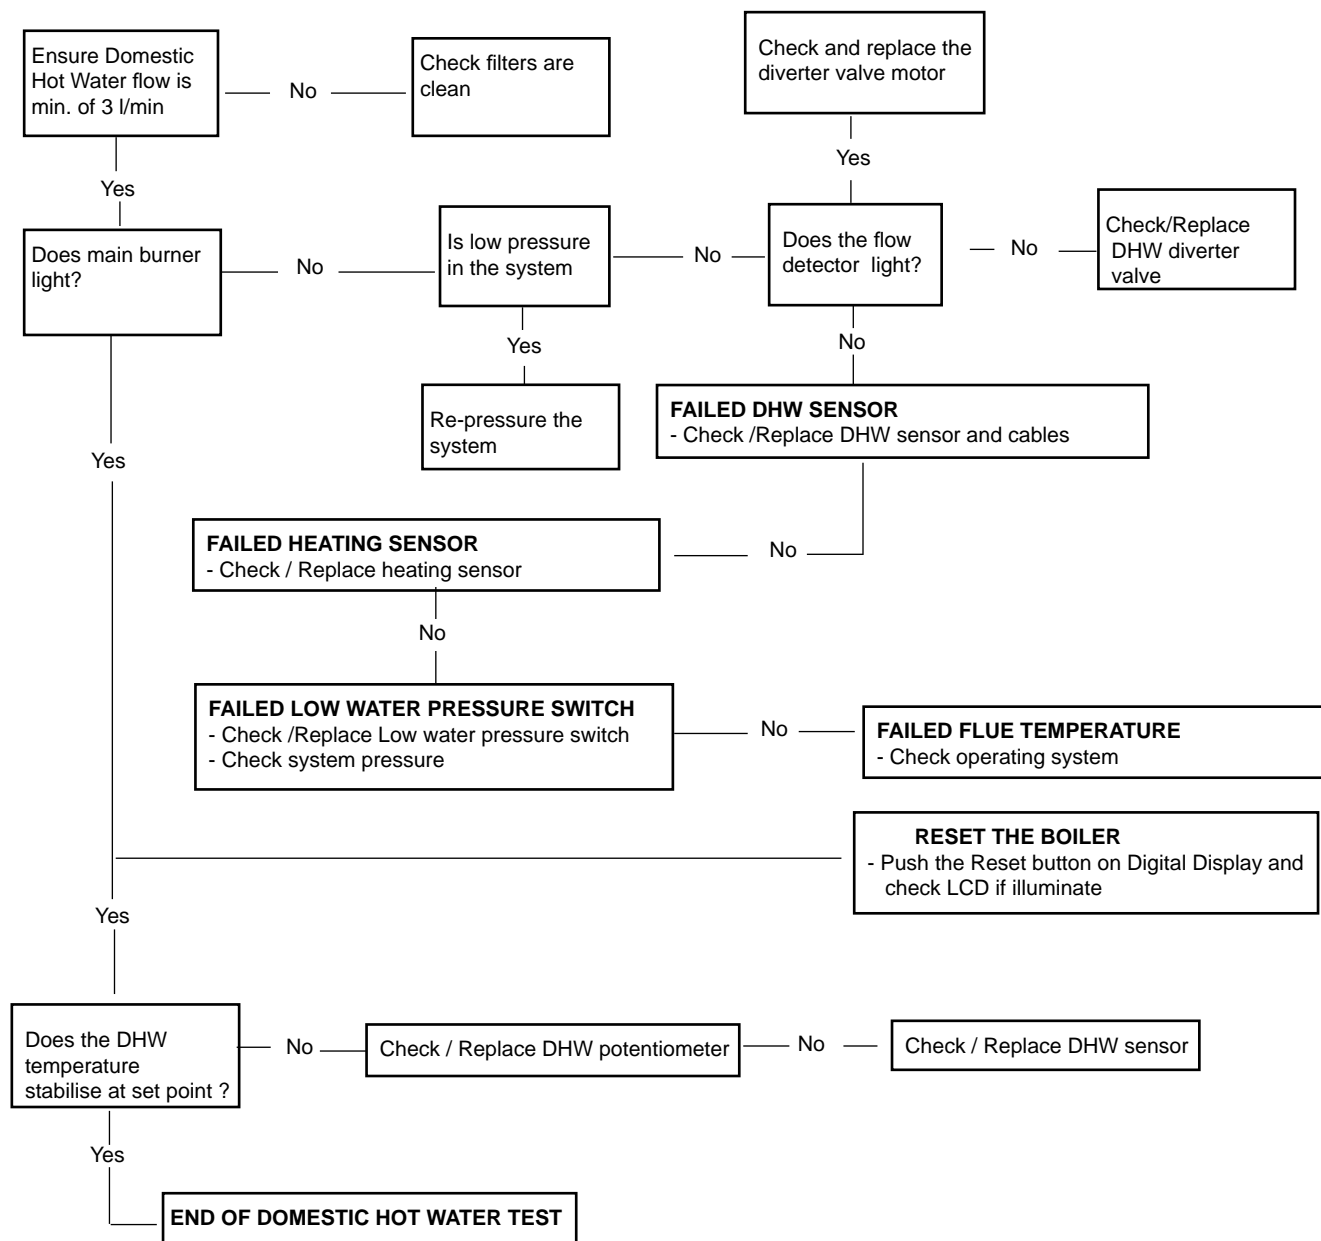 Ensure Domestic
Hot Water flow is
min. of 3 l/min
No
Check filters are
clean
Check and replace the
diverter valve motor
Yes
Yes
Does main burner
light?
No
Is low pressure
in the system
No
Does the flow
detector light?
No
Check/Replace
DHW diverter
valve
Yes
No
Re-pressure the
system
FAILED DHW SENSOR
- Check /Replace DHW sensor and cables
Yes
FAILED HEATING SENSOR
- Check / Replace heating sensor
No
No
FAILED LOW WATER PRESSURE SWITCH
- Check /Replace Low water pressure switch
- Check system pressure
No
FAILED FLUE TEMPERATURE
- Check operating system
RESET THE BOILER
- Push the Reset button on Digital Display and
check LCD if illuminate
Yes
Does the DHW
temperature
stabilise at set point ?
No
Check / Replace DHW potentiometer
No
Check / Replace DHW sensor
Yes
END OF DOMESTIC HOT WATER TEST